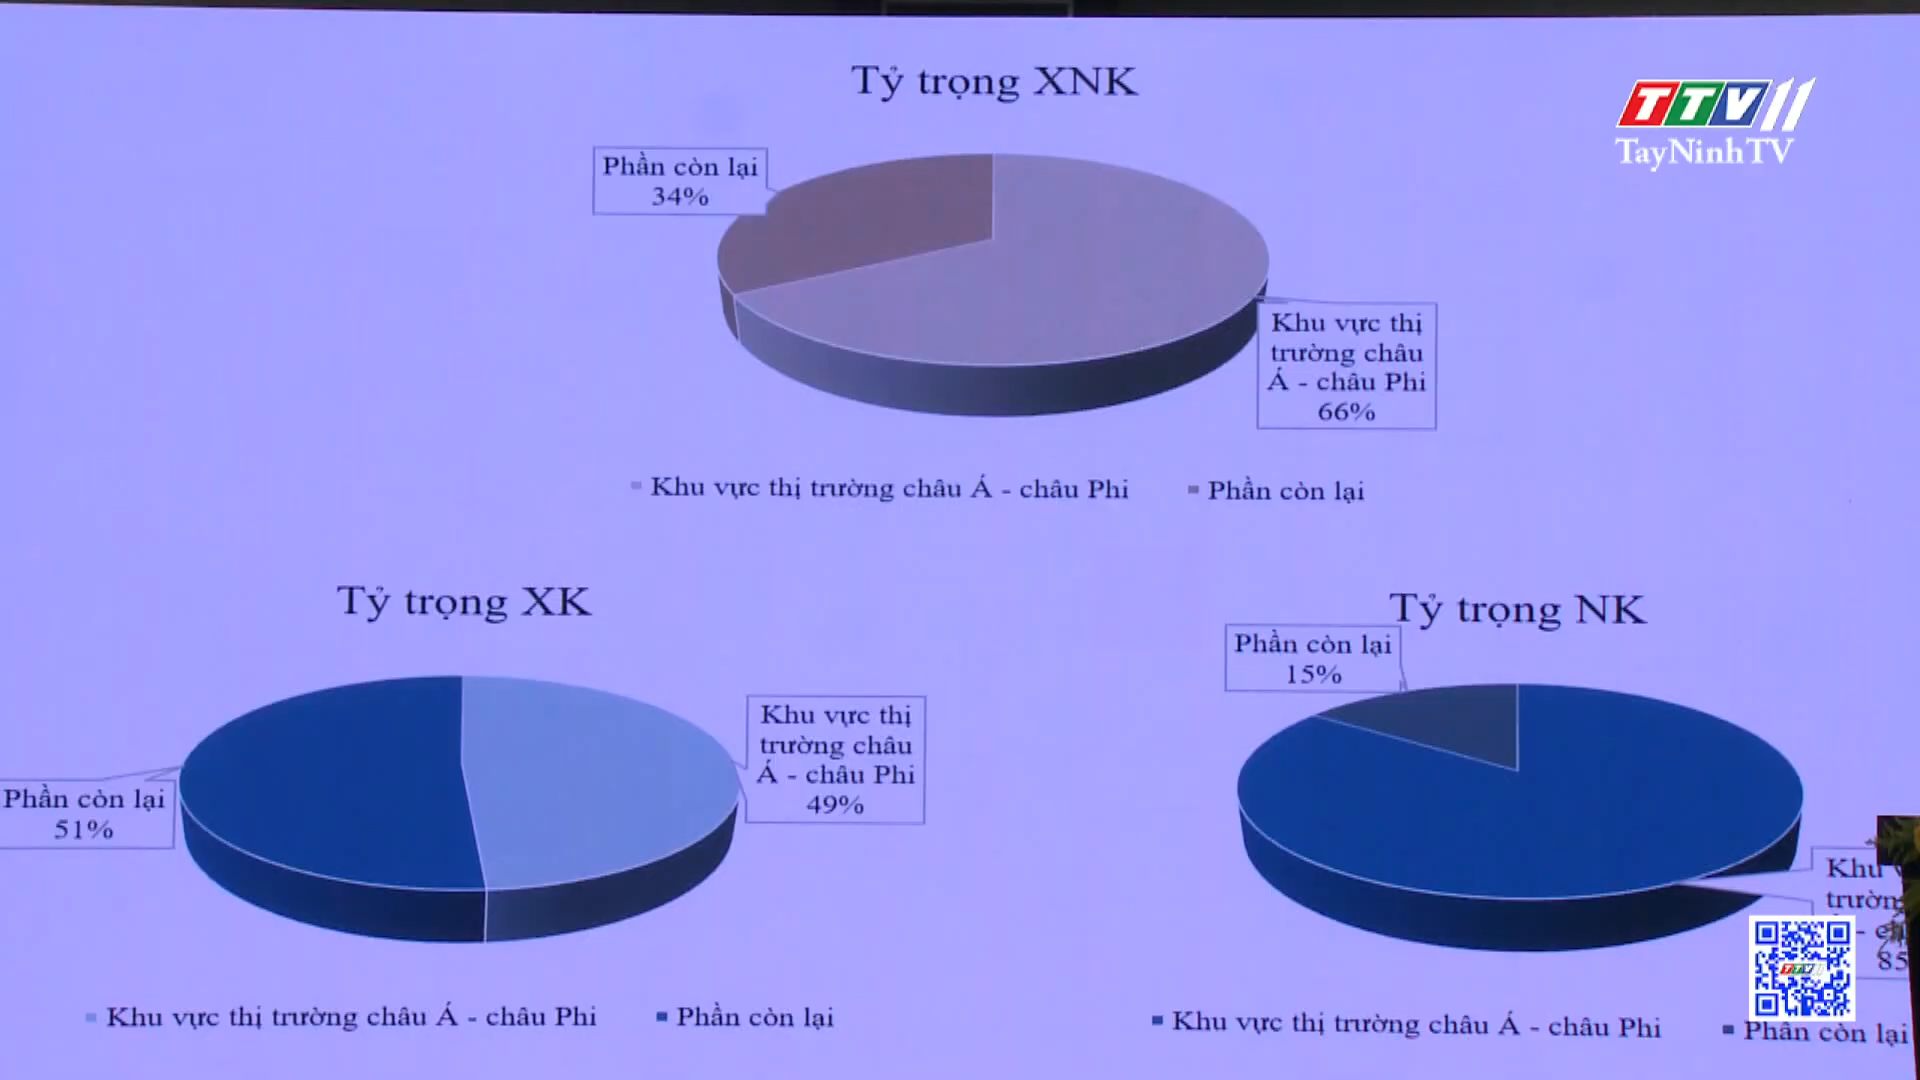 Tỷ trọng XNK
TTV11
TayNinhTV
Phần còn lại
34%
Khu vực thị
trường châu
Á - châu Phi
66%
Khu vực thị trường châu Á - châu Phi
Phần còn lại
Tỷ trọng XK
Phần còn lại
51%
Khu vực thị
trường châu
Á - châu Phi
49%
Khu vực thị trường châu Á - châu Phi
Phần còn lại
Tỷ trọng NK
Phần còn lại
15%
Khu
85
Khu vực thị trường châu Á - châu Phi
Phần còn lại